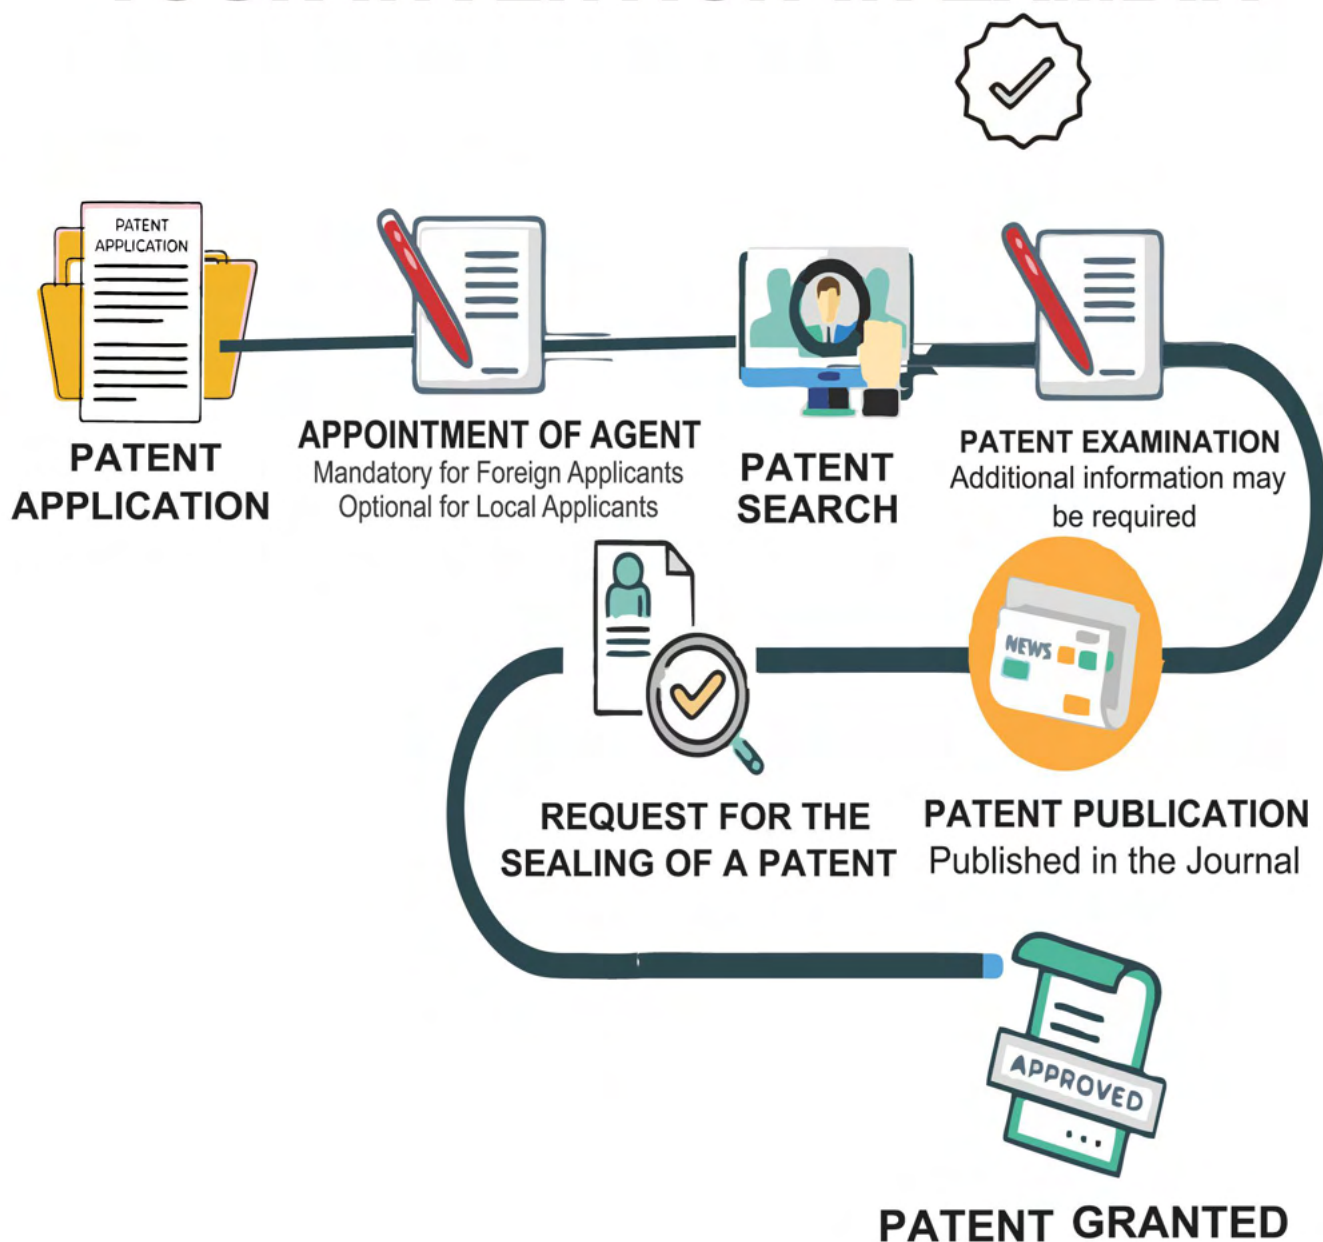 PATENT
APPLICATION
PATENT
APPLICATION
APPOINTMENT OF AGENT
Mandatory for Foreign Applicants
Optional for Local Applicants
PATENT
SEARCH
PATENT EXAMINATION
Additional information may
be required
NEWS
PATENT PUBLICATION
Published in the Journal
REQUEST FOR THE
SEALING OF A PATENT
APPROVED
PATENT GRANTED